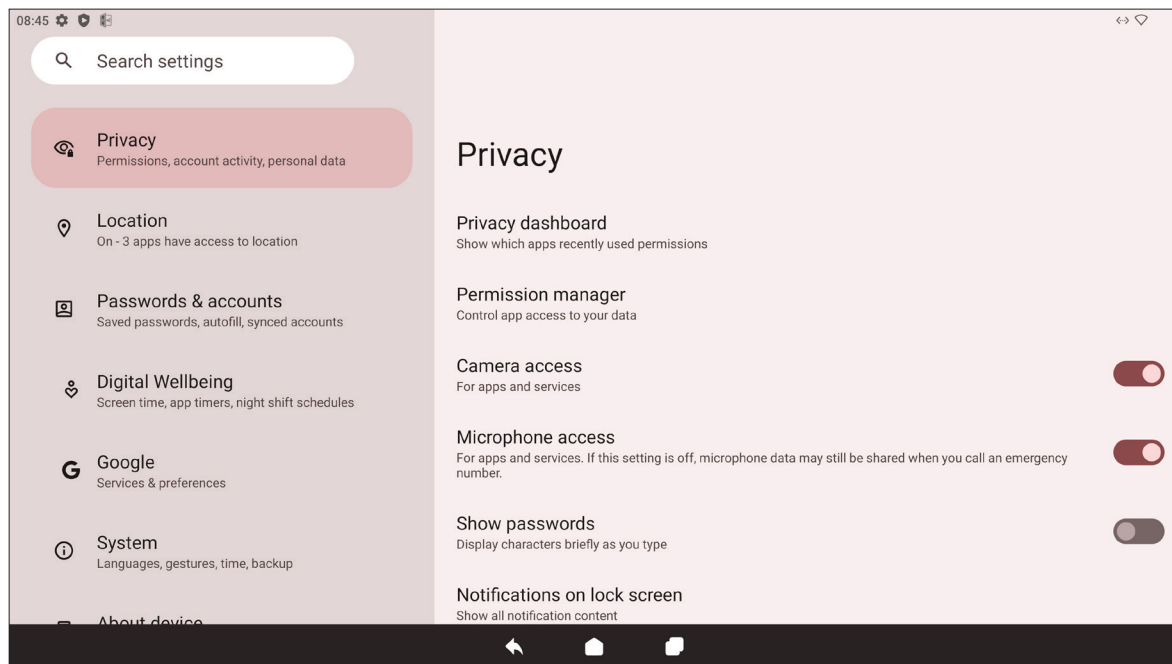 08:45
Search settings
Privacy
Permissions, account activity, personal data
Location
On - 3 apps have access to location
Passwords & accounts
Saved passwords, autofill, synced accounts
Digital Wellbeing
Screen time, app timers, night shift schedules
Google
Services & preferences
System
Languages, gestures, time, backup
About device
Privacy
Privacy dashboard
Show which apps recently used permissions
Permission manager
Control app access to your data
Camera access
For apps and services
Microphone access
For apps and services. If this setting is off, microphone data may still be shared when you call an emergency
number.
Show passwords
Display characters briefly as you type
Notifications on lock screen
Show all notification content